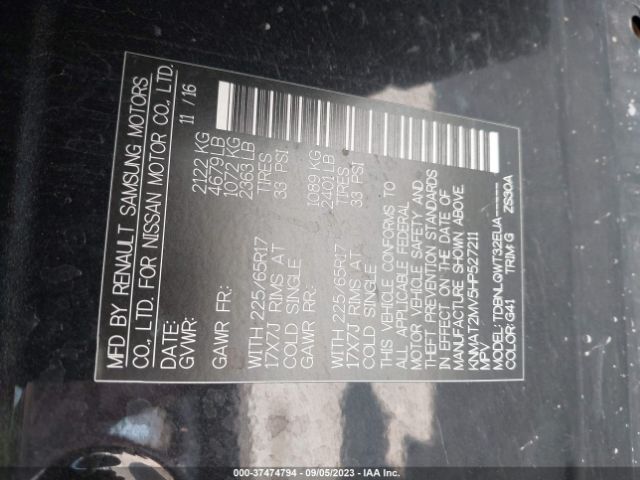 MFD BY RENAULT SAMSUNG MOTORS
CO., LTD. FOR NISSAN MOTOR CO., LTD.
DATE: 11 / 16
GVWR: 2122 KG
4679 LB
GAWR FR: 1072 KG
2363 LB
WITH 225/65R17 TIRES
17X7J RIMS AT 33 PSI
COLD SINGLE
GAWR RR: 1089 KG
2401 LB
WITH 225/65R17 TIRES
17X7J RIMS AT 33 PSI
COLD SINGLE
THIS VEHICLE CONFORMS TO
ALL APPLICABLE FEDERAL
MOTOR VEHICLE SAFETY AND
THEFT PREVENTION STANDARDS
IN EFFECT ON THE DATE OF
MANUFACTURE SHOWN ABOVE.
KNMAT2MV5HP527211
MPV
MODEL: TDBNLGWT32EUA------
COLOR: G41 TRIM: G ZS30A
000-37474794 - 09/05/2023 - IAA Inc.